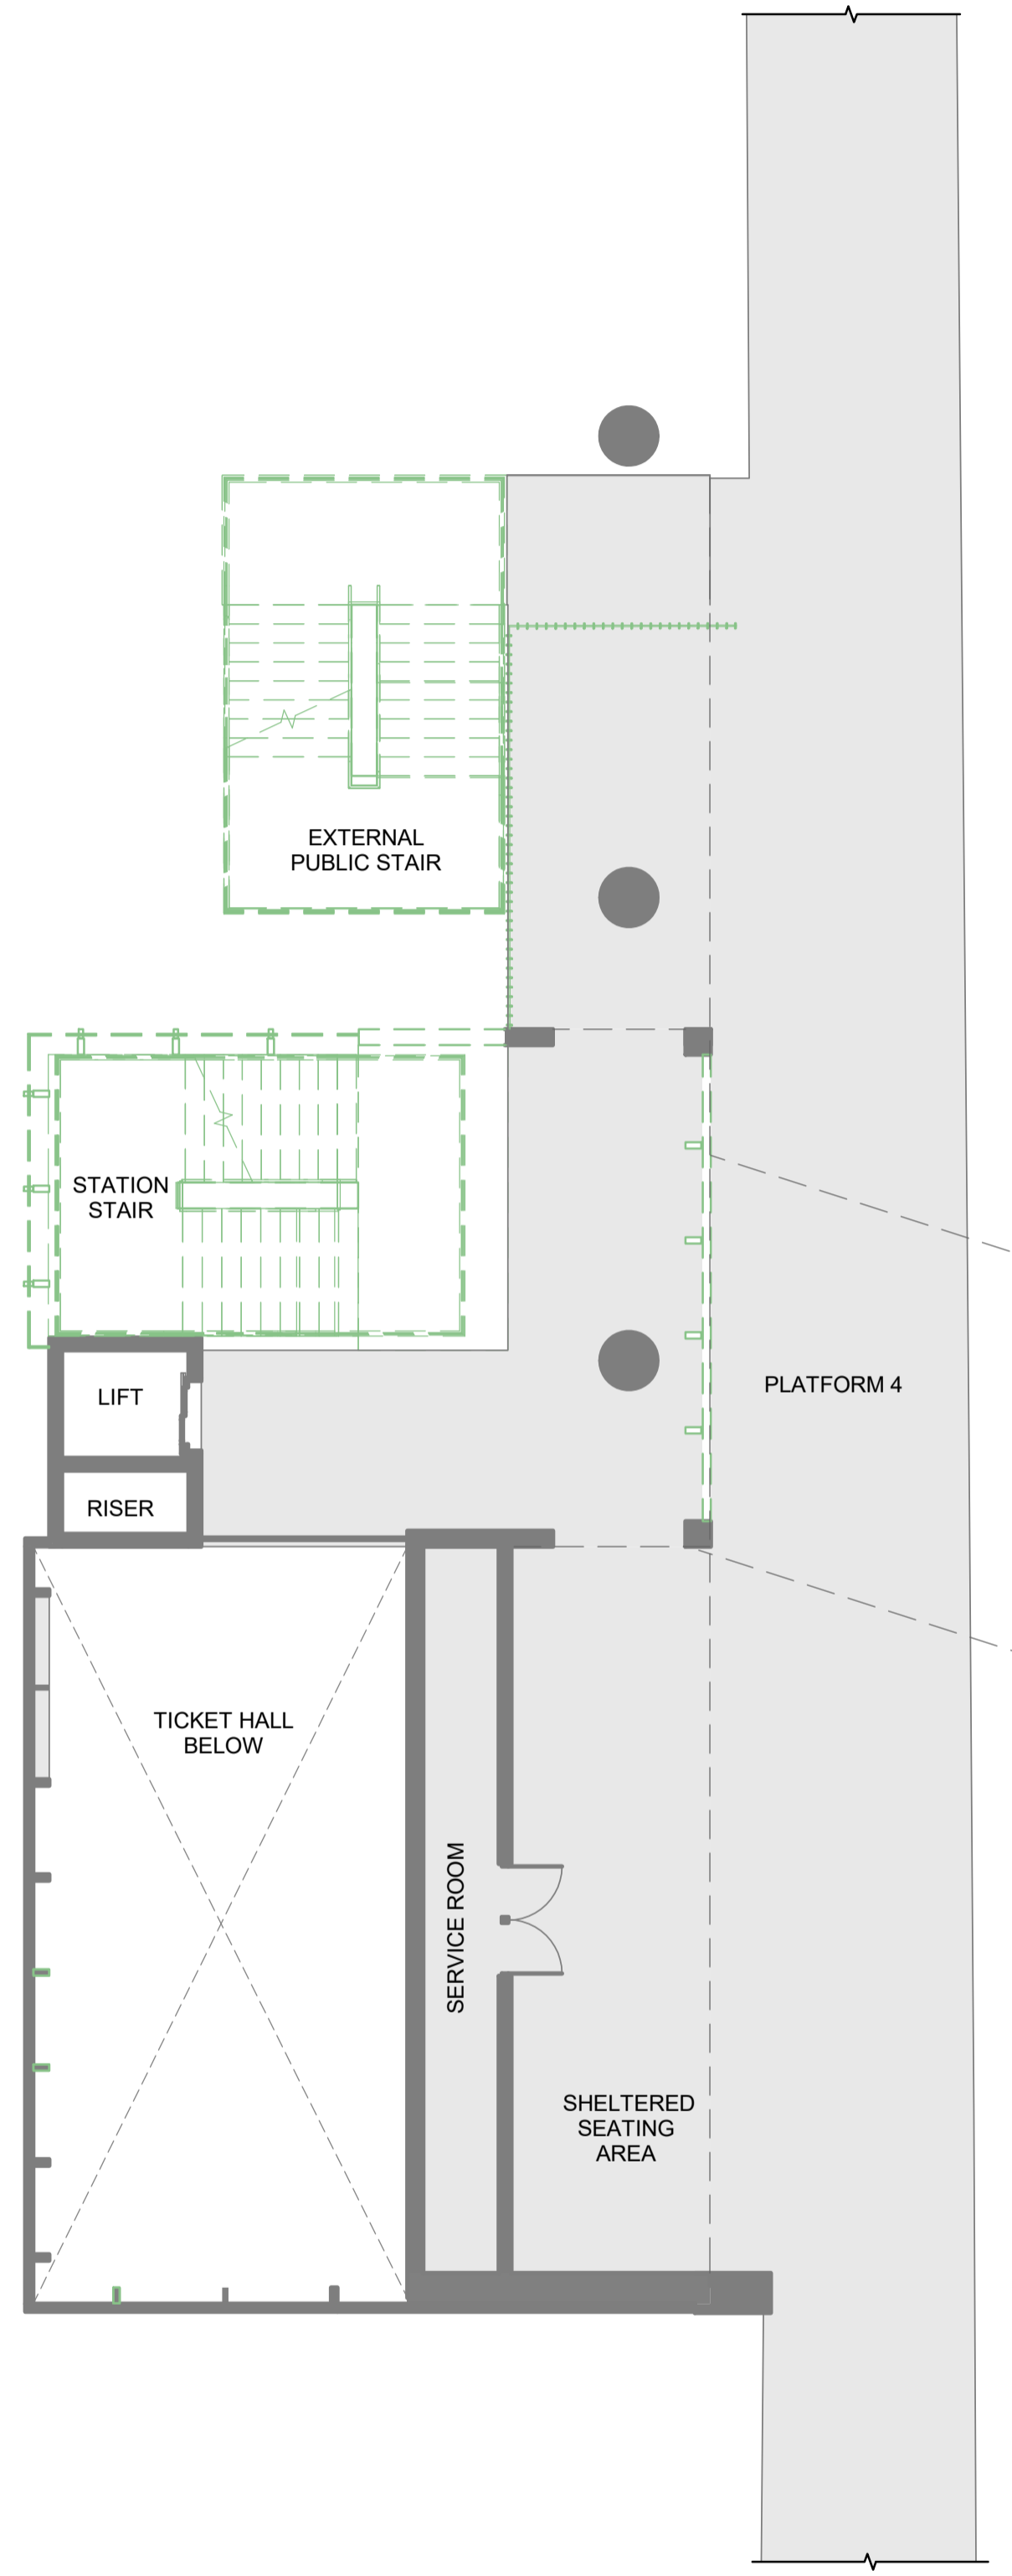 EXTERNAL
PUBLIC STAIR
STATION
STAIR
LIFT
PLATFORM 4
RISER
TICKET HALL
BELOW
SERVICE ROOM
SHELTERED
SEATING
AREA